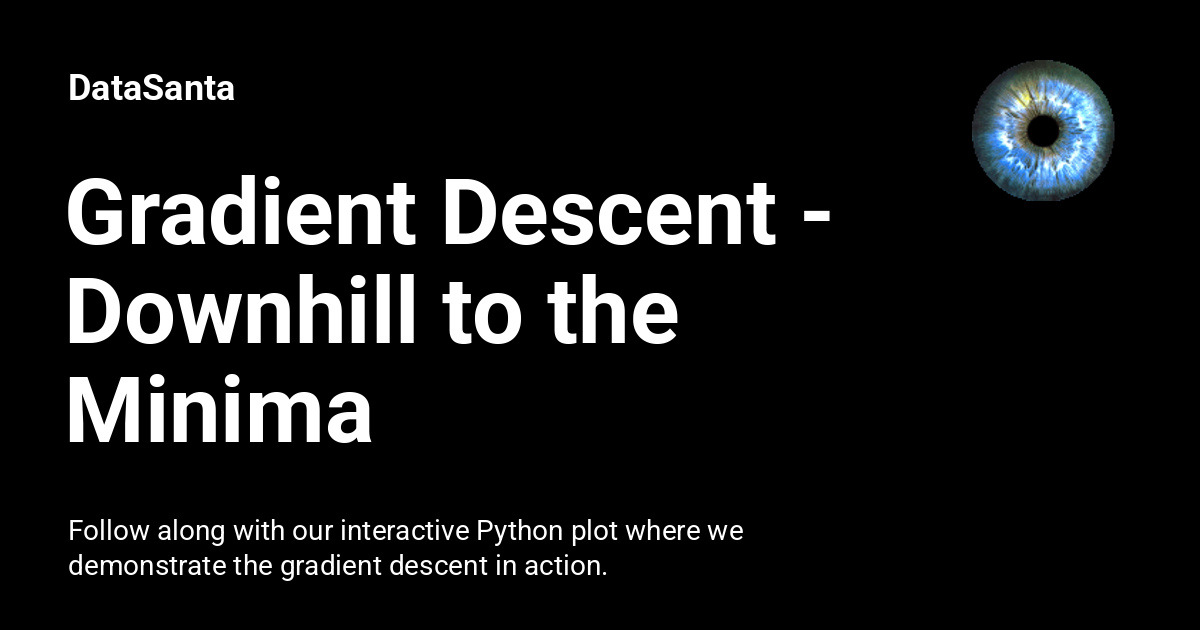 DataSanta
Gradient Descent -
Downhill to the
Minima
Follow along with our interactive Python plot where we
demonstrate the gradient descent in action.